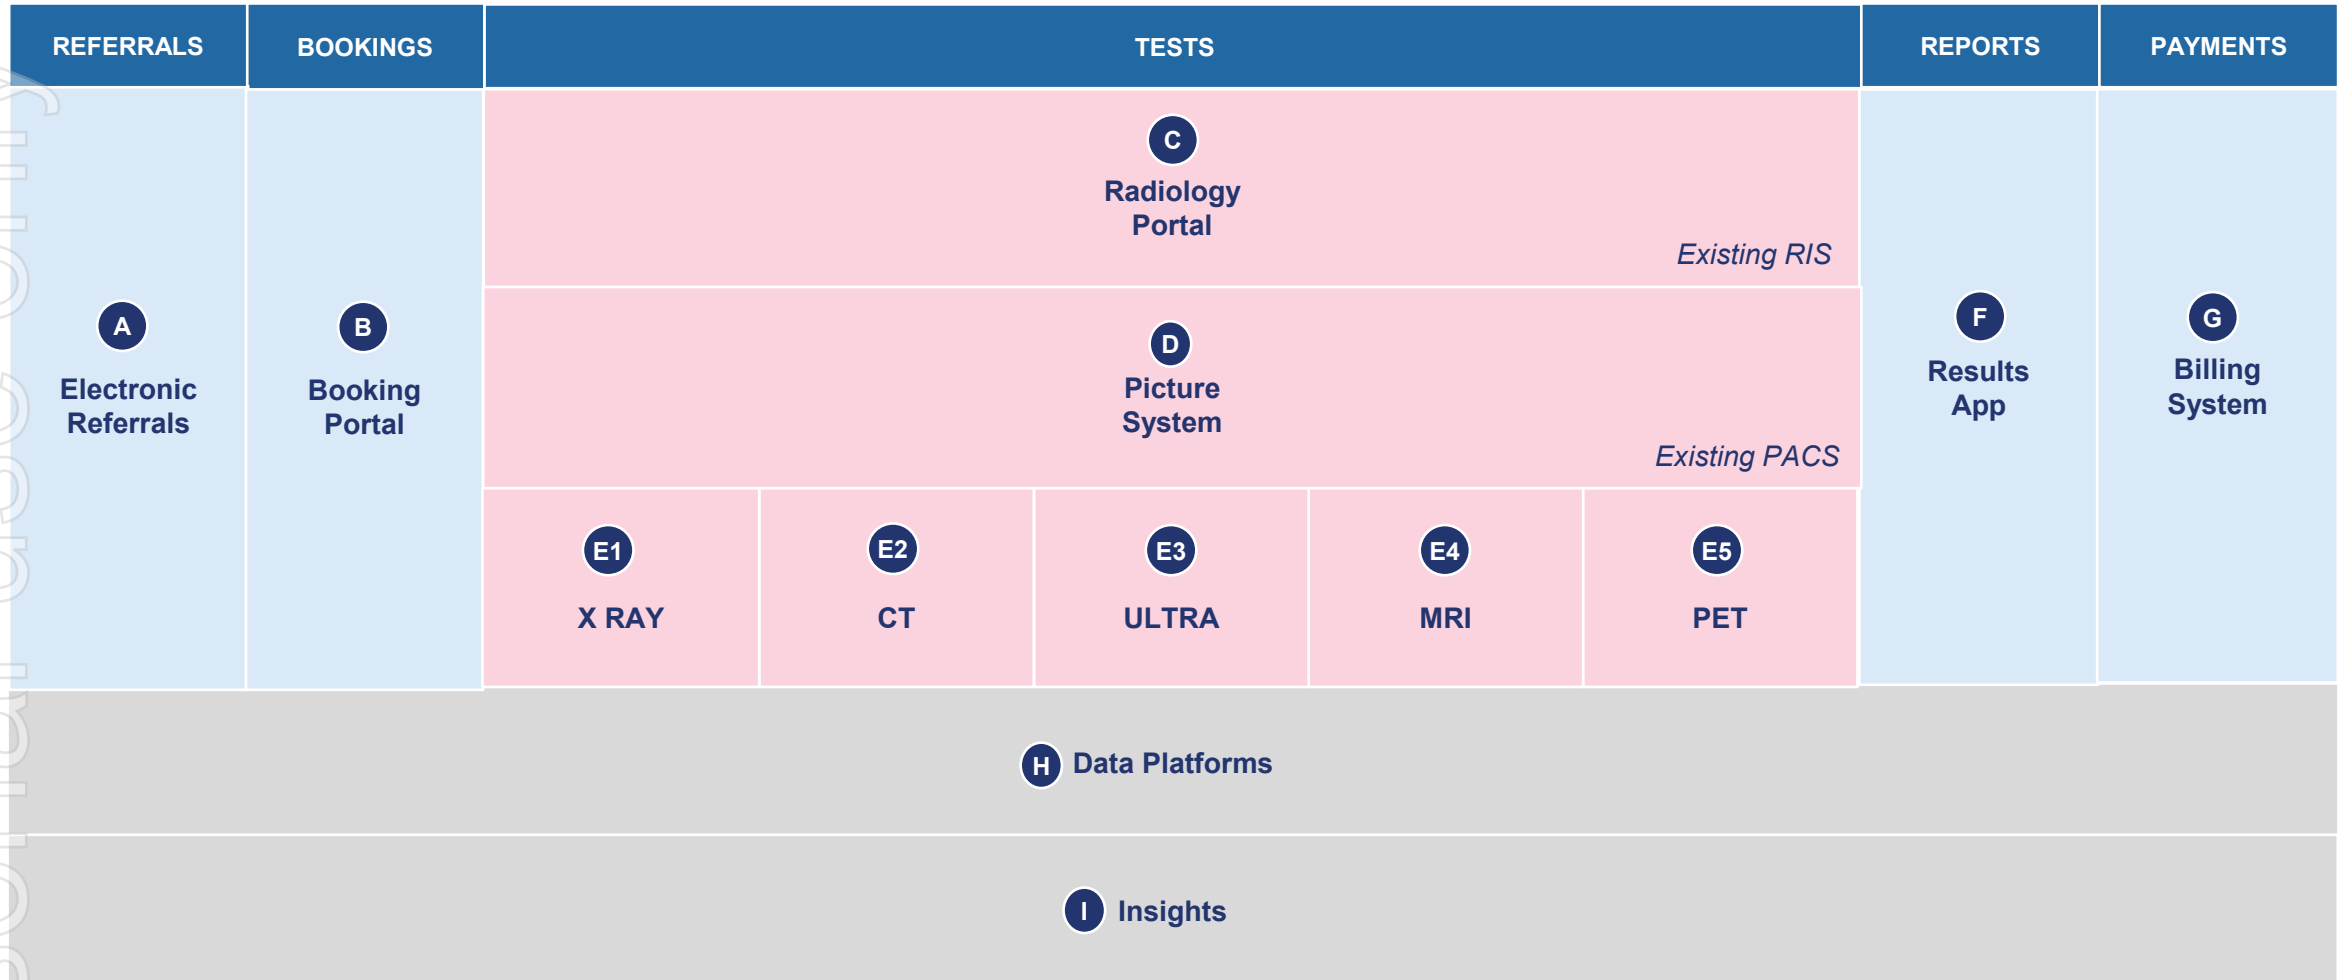 REFERRALS
BOOKINGS
TESTS
REPORTS
PAYMENTS
A
Electronic
Referrals
B
Booking
Portal
C
Radiology
Portal
Existing RIS
D
Picture
System
Existing PACS
E1
X RAY
E2
CT
E3
ULTRA
E4
MRI
E5
PET
F
Results
App
G
Billing
System
H Data Platforms
I Insights